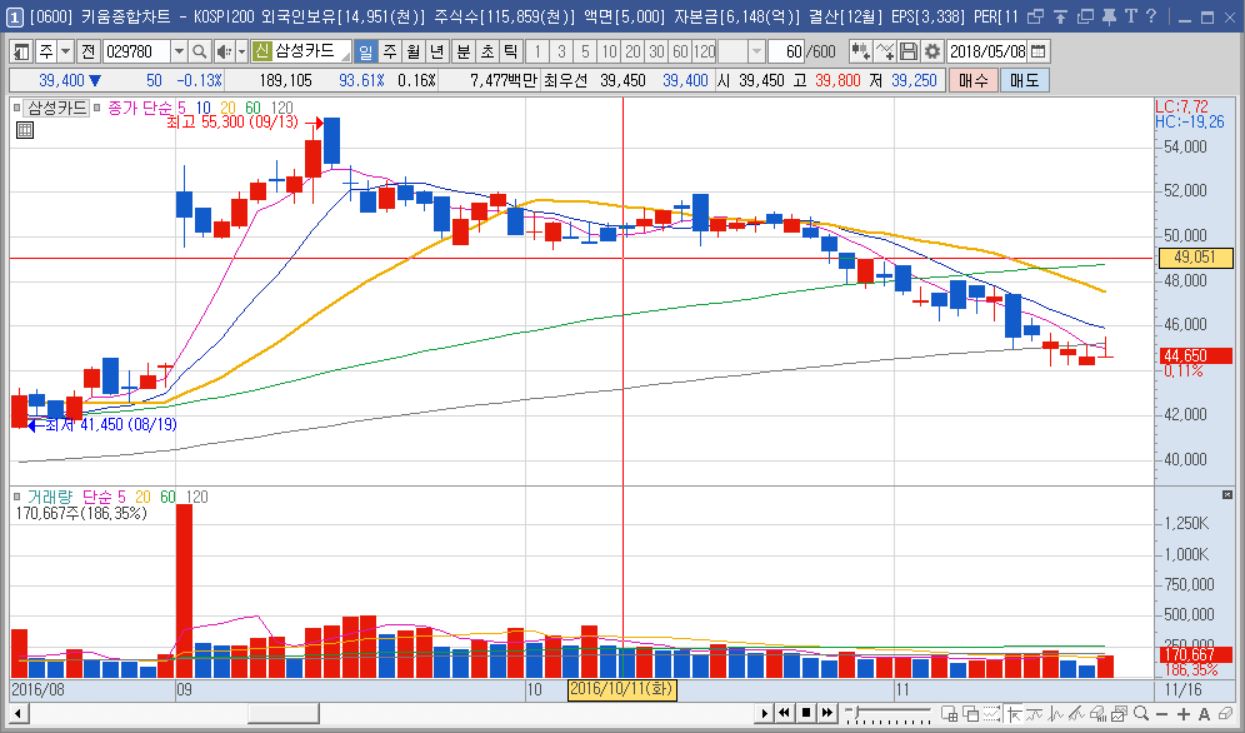 1 [0600] 키움종합차트 - KOSPI200 외국인보유[14,951(천)] 주식수[115,859(천)] 액면[5,000] 자본금[6,148(억)] 결산[12월] EPS[3,338] PER[11 T ?
주 전 029780 신 삼성카드 일 주 월 년 분 초 틱 1 3 5 10 20 30 60 120 60 /600 2018/05/08
39,400 ▼ 50 -0.13% 189,105 93.61% 0.16% 7,477백만 최우선 39,450 39,400 시 39,450 고 39,800 저 39,250 매수 매도
삼성카드 종가 단순 5 10 20 60 120
LC:7.72
HC:-19.26
최고 55,300 (09/13)
54,000
52,000
50,000
49,051
48,000
46,000
44,650
0.11%
42,000
40,000
최저 41,450 (08/19)
거래량 단순 5 20 60 120
170,667주(186.35%)
1,250K
1,000K
750,000
500,000
250,000
170,667
186.35%
2016/08 09 10 2016/10/11(화) 11 11/16
A